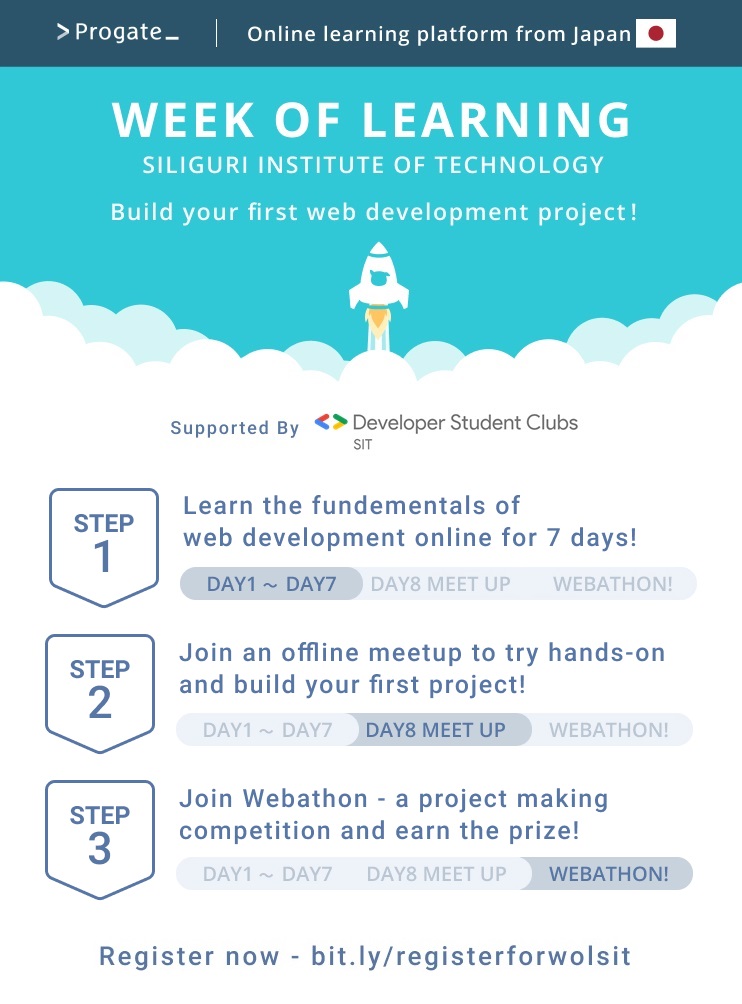 >Progate_ | Online learning platform from Japan
WEEK OF LEARNING
SILIGURI INSTITUTE OF TECHNOLOGY
Build your first web development project!
Supported By Developer Student Clubs
SIT
STEP
1
Learn the fundementals of
web development online for 7 days!
DAY1 ～ DAY7 DAY8 MEET UP WEBATHON!
STEP
2
Join an offline meetup to try hands-on
and build your first project!
DAY1 ～ DAY7 DAY8 MEET UP WEBATHON!
STEP
3
Join Webathon - a project making
competition and earn the prize!
DAY1 ～ DAY7 DAY8 MEET UP WEBATHON!
Register now - bit.ly/registerforwolsit